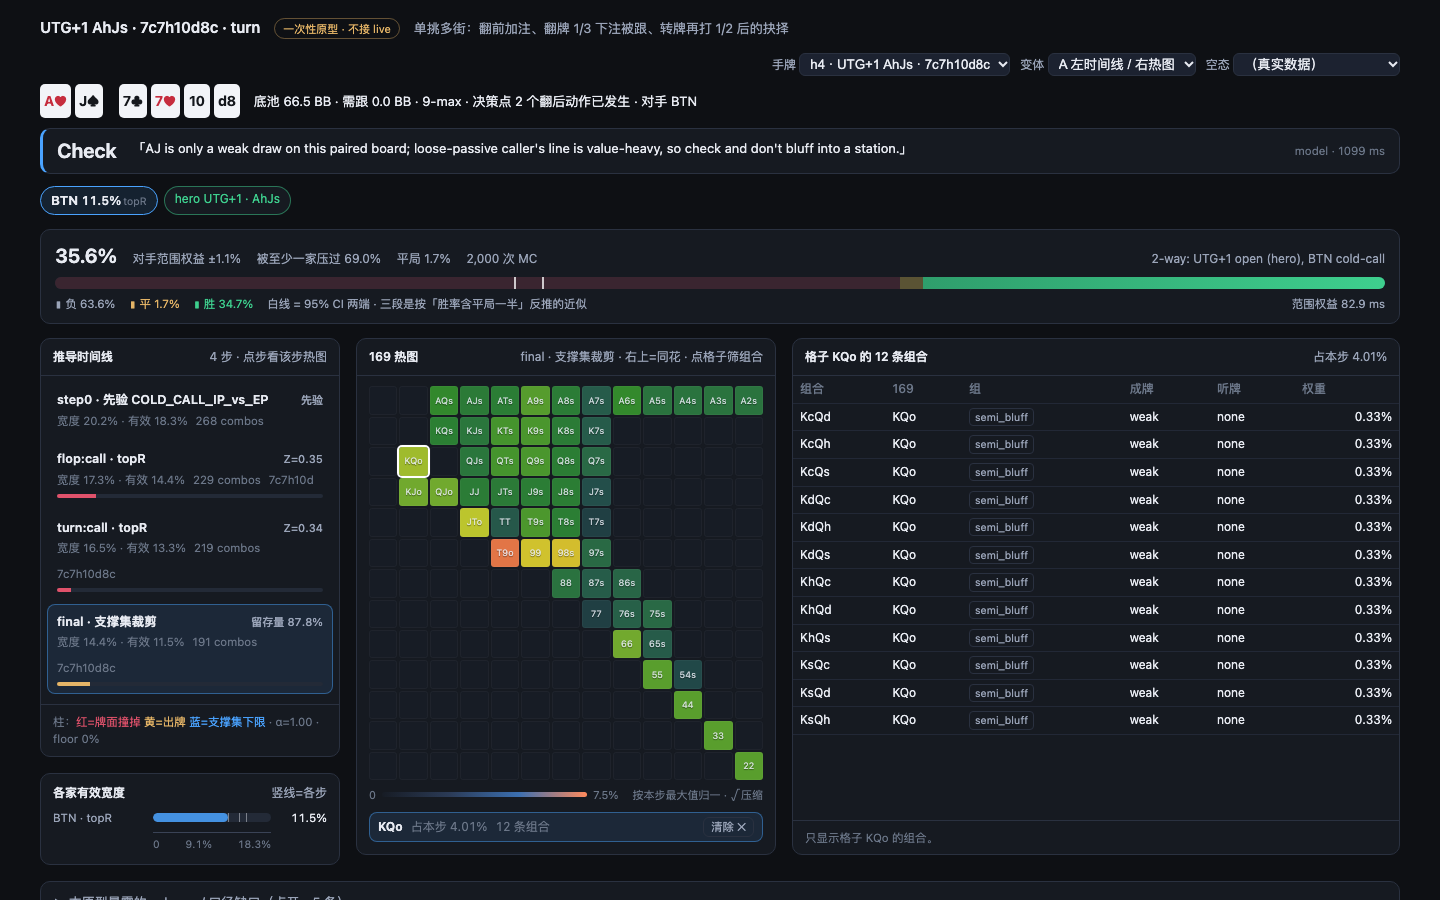 UTG+1 AhJs · 7c7h10d8c · turn 一次性原型 · 不接 live 单挑多街：翻前加注、翻牌 1/3 下注被跟、转牌再打 1/2 后的抉择
手牌 h4 · UTG+1 AhJs · 7c7h10d8c 变体 A 左时间线 / 右热图 空态 （真实数据）
A♥ J♠ 7♣ 7♥ 10 d8 底池 66.5 BB · 需跟 0.0 BB · 9-max · 决策点 2 个翻后动作已发生 · 对手 BTN
Check 「AJ is only a weak draw on this paired board; loose-passive caller's line is value-heavy, so check and don't bluff into a station.」 model · 1099 ms
BTN 11.5% topR hero UTG+1 · AhJs
35.6% 对手范围权益 ±1.1% 被至少一家压过 69.0% 平局 1.7% 2,000 次 MC 2-way: UTG+1 open (hero), BTN cold-call
负 63.6% 平 1.7% 胜 34.7% 白线 = 95% CI 两端 · 三段是按「胜率含平局一半」反推的近似 范围权益 82.9 ms
推导时间线 4 步 · 点步看该步热图
step0 · 先验 COLD_CALL_IP_vs_EP 先验
宽度 20.2% · 有效 18.3% 268 combos
flop:call · topR Z=0.35
宽度 17.3% · 有效 14.4% 229 combos 7c7h10d
turn:call · topR Z=0.34
宽度 16.5% · 有效 13.3% 219 combos
7c7h10d8c
final · 支撑集裁剪 留存量 87.8%
宽度 14.4% · 有效 11.5% 191 combos
7c7h10d8c
柱：红=牌面撞掉 黄=出牌 蓝=支撑集下限 · α=1.00 ·
floor 0%
各家有效宽度 竖线=各步
BTN · topR 11.5%
0 9.1% 18.3%
169 热图 final · 支撑集裁剪 · 右上=同花 · 点格子筛组合
AQs AJs ATs A9s A8s A7s A6s A5s A4s A3s A2s
KQs KJs KTs K9s K8s K7s
KQo QJs QTs Q9s Q8s Q7s
KJo QJo JJ JTs J9s J8s J7s
JTo TT T9s T8s T7s
T9o 99 98s 97s
88 87s 86s
77 76s 75s
66 65s
55 54s
44
33
22
0 7.5% 按本步最大值归一 · √压缩
KQo 占本步 4.01% 12 条组合 清除 ✕
格子 KQo 的 12 条组合 占本步 4.01%
组合 169 组 成牌 听牌 权重
KcQd KQo semi_bluff weak none 0.33%
KcQh KQo semi_bluff weak none 0.33%
KcQs KQo semi_bluff weak none 0.33%
KdQc KQo semi_bluff weak none 0.33%
KdQh KQo semi_bluff weak none 0.33%
KdQs KQo semi_bluff weak none 0.33%
KhQc KQo semi_bluff weak none 0.33%
KhQd KQo semi_bluff weak none 0.33%
KhQs KQo semi_bluff weak none 0.33%
KsQc KQo semi_bluff weak none 0.33%
KsQd KQo semi_bluff weak none 0.33%
KsQh KQo semi_bluff weak none 0.33%
只显示格子 KQo 的组合。